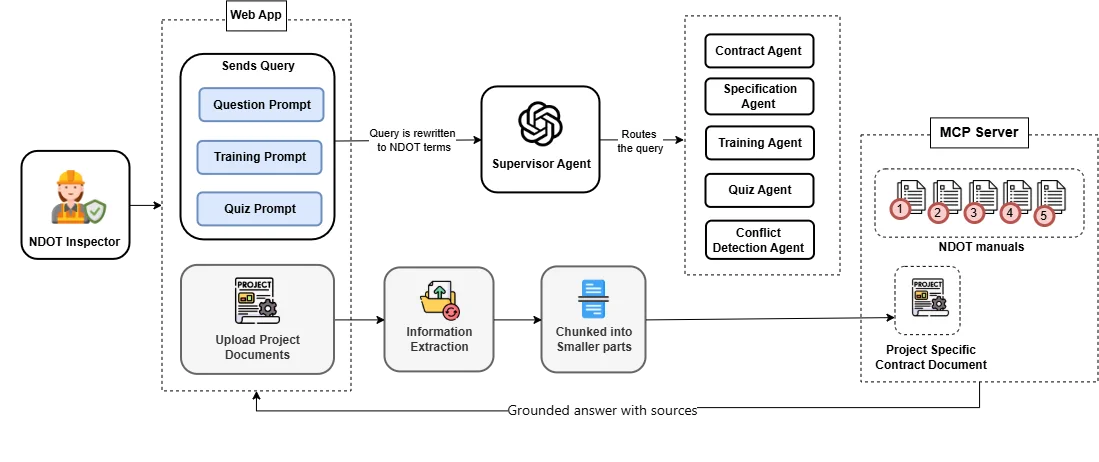 Web App
Sends Query
Question Prompt
Training Prompt
Quiz Prompt
NDOT Inspector
Query is rewritten
to NDOT terms
Supervisor Agent
Routes
the query
Contract Agent
Specification
Agent
Training Agent
Quiz Agent
Conflict
Detection Agent
MCP Server
1
2
3
4
5
NDOT manuals
PROJECT
Upload Project
Documents
Information
Extraction
Chunked into
Smaller parts
PROJECT
Project Specific
Contract Document
Grounded answer with sources